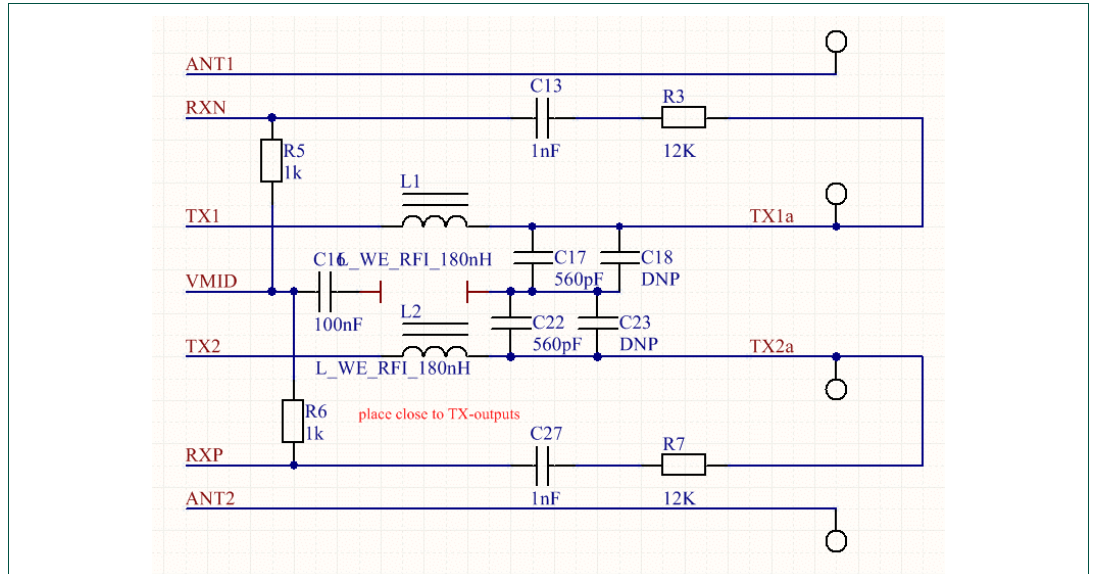 ANT1
C13
R3
RXN
1nF
12K
R5
1k
L1
TX1
TX1a
C16
L_WE_RFI_180nH
C17
C18
560pF
DNP
VMID
100nF
L2
C22
C23
560pF
DNP
TX2
TX2a
L_WE_RFI_180nH
R6
1k
place close to TX-outputs
C27
R7
RXP
1nF
12K
ANT2